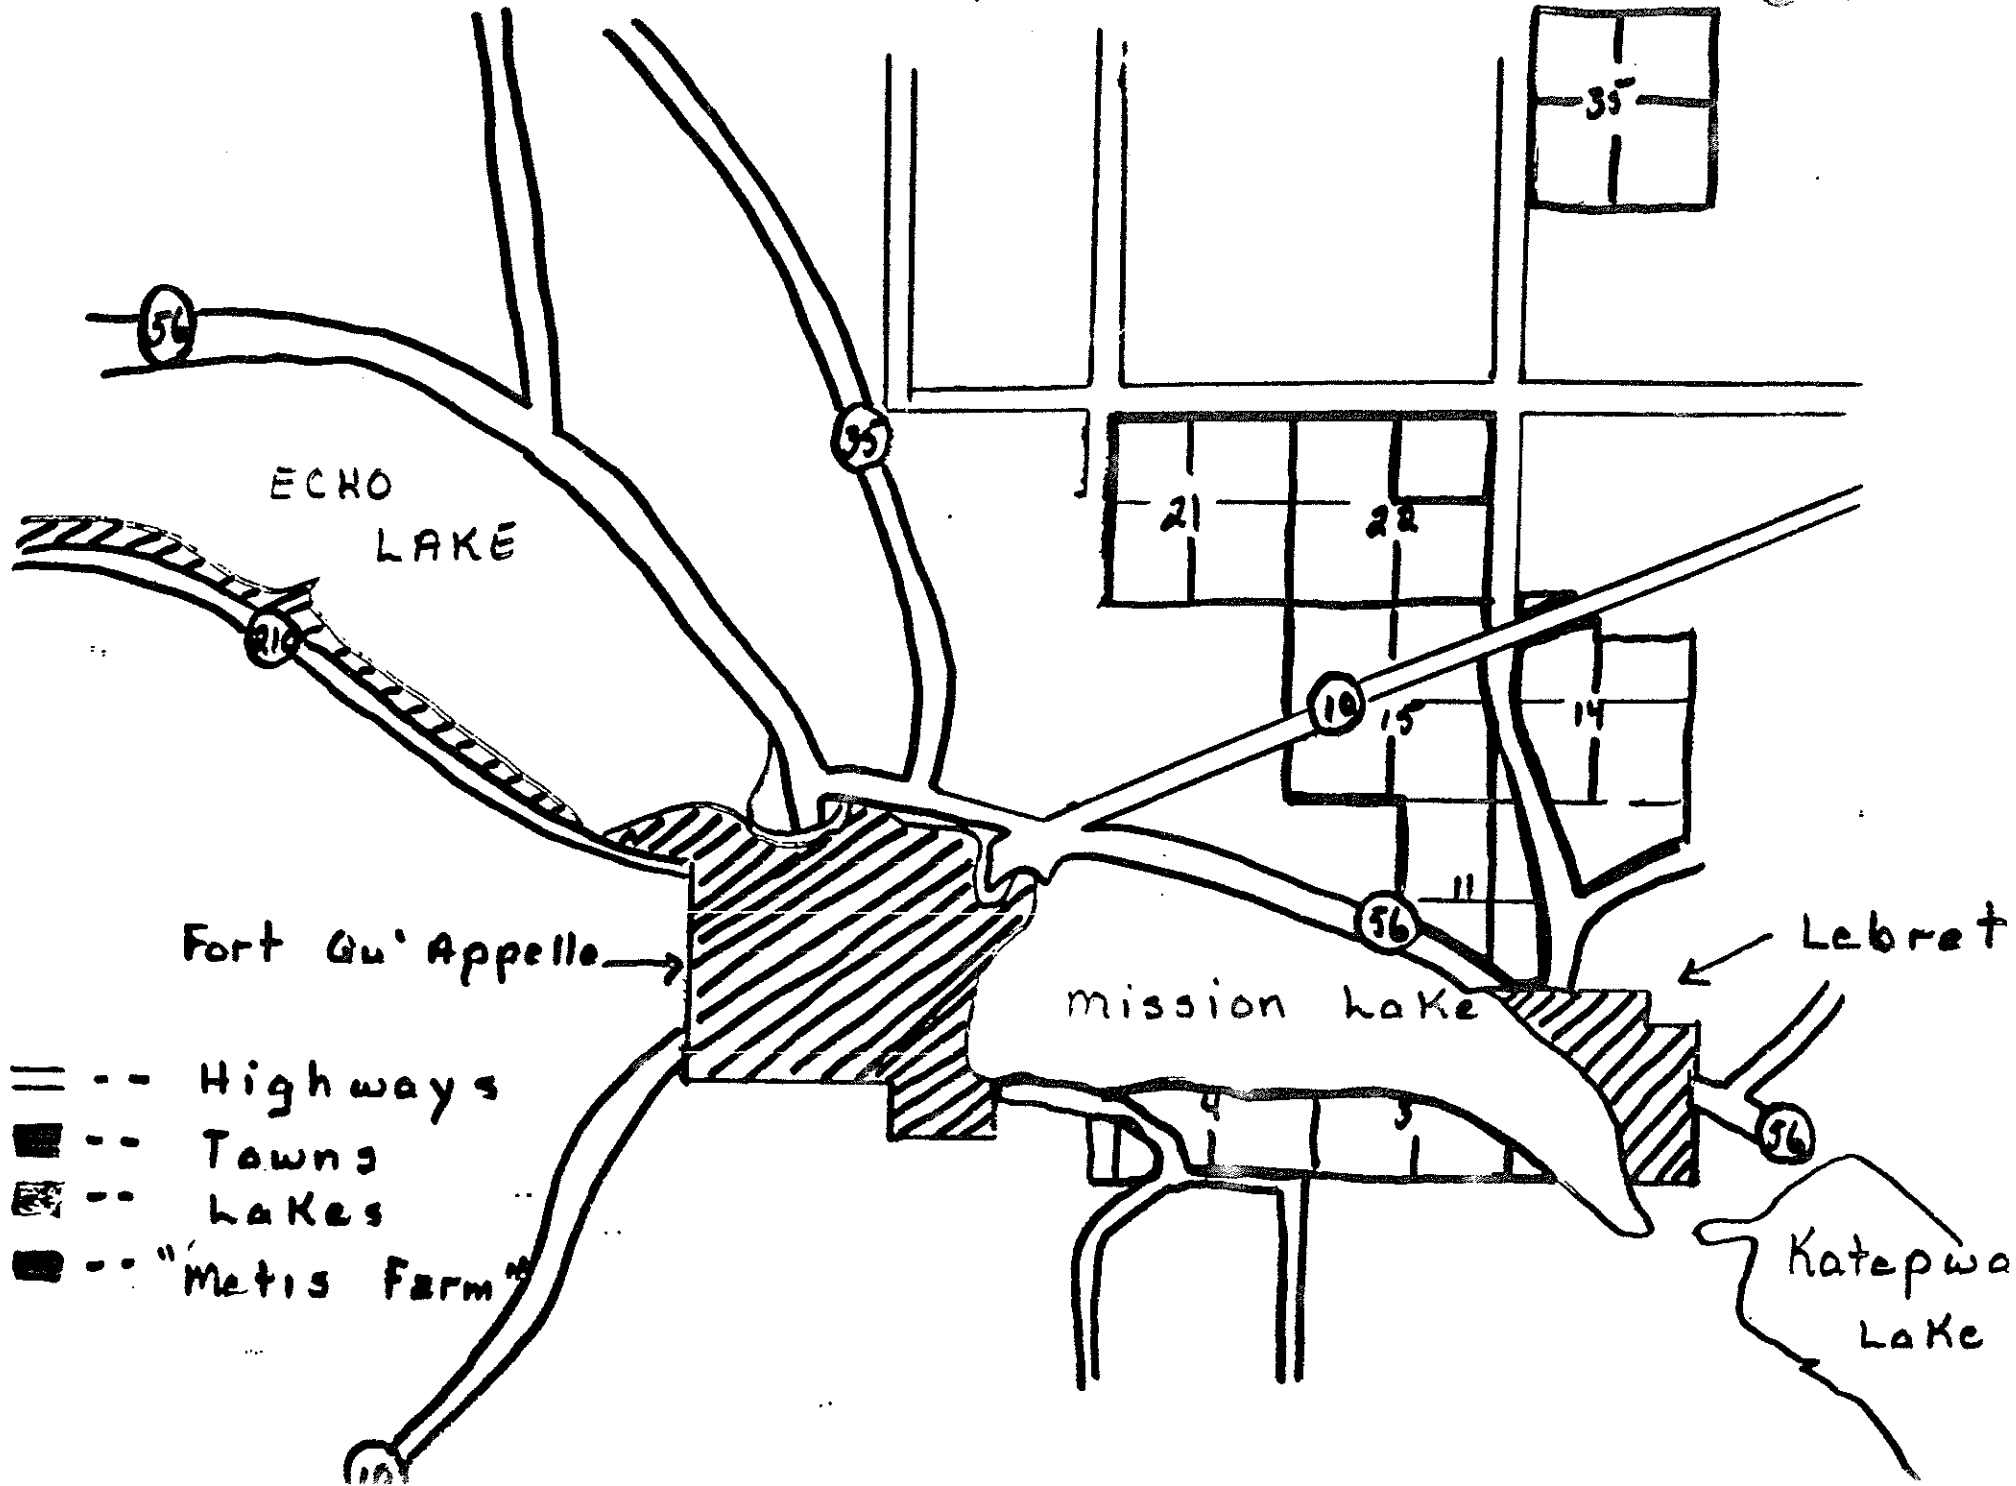 35
56
35
ECHO
LAKE
21
22
210
10
15
14
11
56
Fort Qu'Appelle
Lebret
Mission Lake
Highways
4
3
56
Towns
Lakes
"Metis Farm"
Katepwa
Lake
10